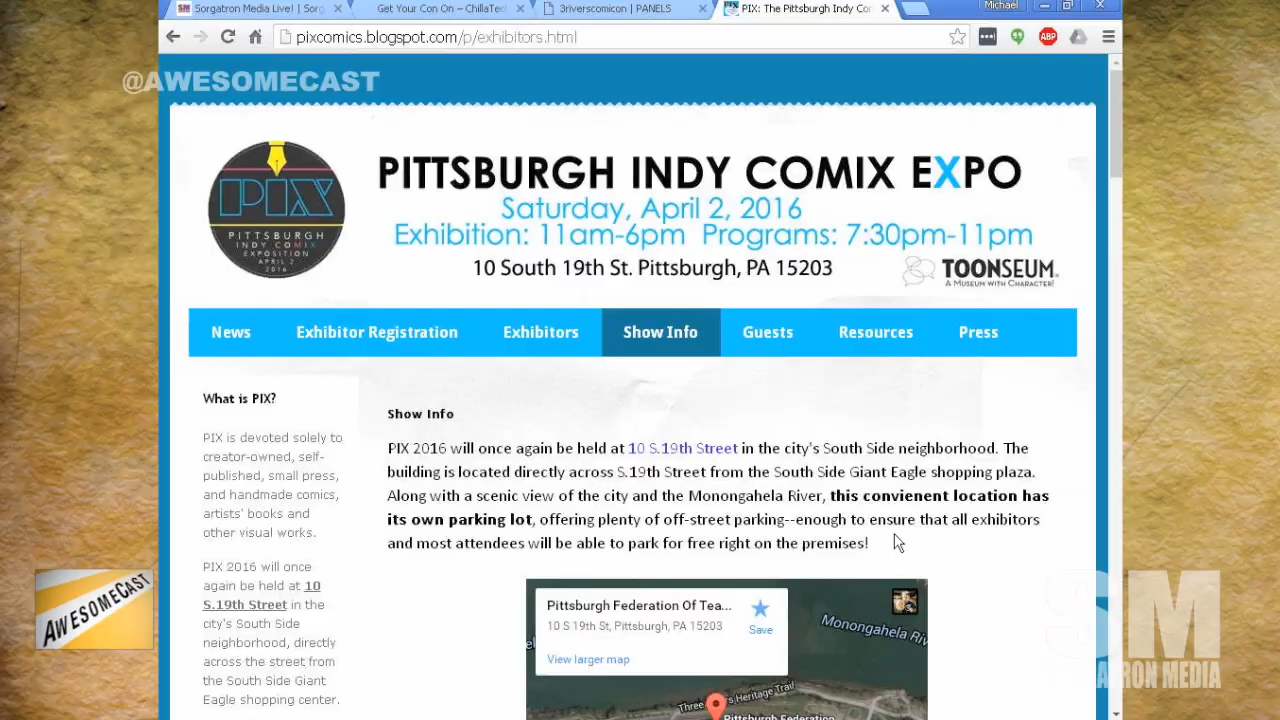 Sorgatron Media Live! | Sorg
Get Your Con On – ChillaTec
3riverscomicon | PANELS
PIX: The Pittsburgh Indy Con
Michael
pixcomics.blogspot.com/p/exhibitors.html
ABP
@AWESOMECAST
PIX
PITTSBURGH
INDY COMIX
EXPOSITION
APRIL 2
2016
PITTSBURGH INDY COMIX EXPO
Saturday, April 2, 2016
Exhibition: 11am-6pm Programs: 7:30pm-11pm
10 South 19th St. Pittsburgh, PA 15203
TOONSEUM
A MUSEUM WITH CHARACTER!
News Exhibitor Registration Exhibitors Show Info Guests Resources Press
What is PIX?
PIX is devoted solely to
creator-owned, self-
published, small press,
and handmade comics,
artists' books and
other visual works.
PIX 2016 will once
again be held at 10
S.19th Street in the
city's South Side
neighborhood, directly
across the street from
the South Side Giant
Eagle shopping center.
Show Info
PIX 2016 will once again be held at 10 S.19th Street in the city's South Side neighborhood. The
building is located directly across S.19th Street from the South Side Giant Eagle shopping plaza.
Along with a scenic view of the city and the Monongahela River, this convienent location has
its own parking lot, offering plenty of off-street parking--enough to ensure that all exhibitors
and most attendees will be able to park for free right on the premises!
Pittsburgh Federation Of Tea...
10 S 19th St, Pittsburgh, PA 15203
Save
View larger map
Monongahela Riv
Three
's Heritage Trail
Pittsburgh Federation
AWESOMECAST
SM
ATRON MEDIA